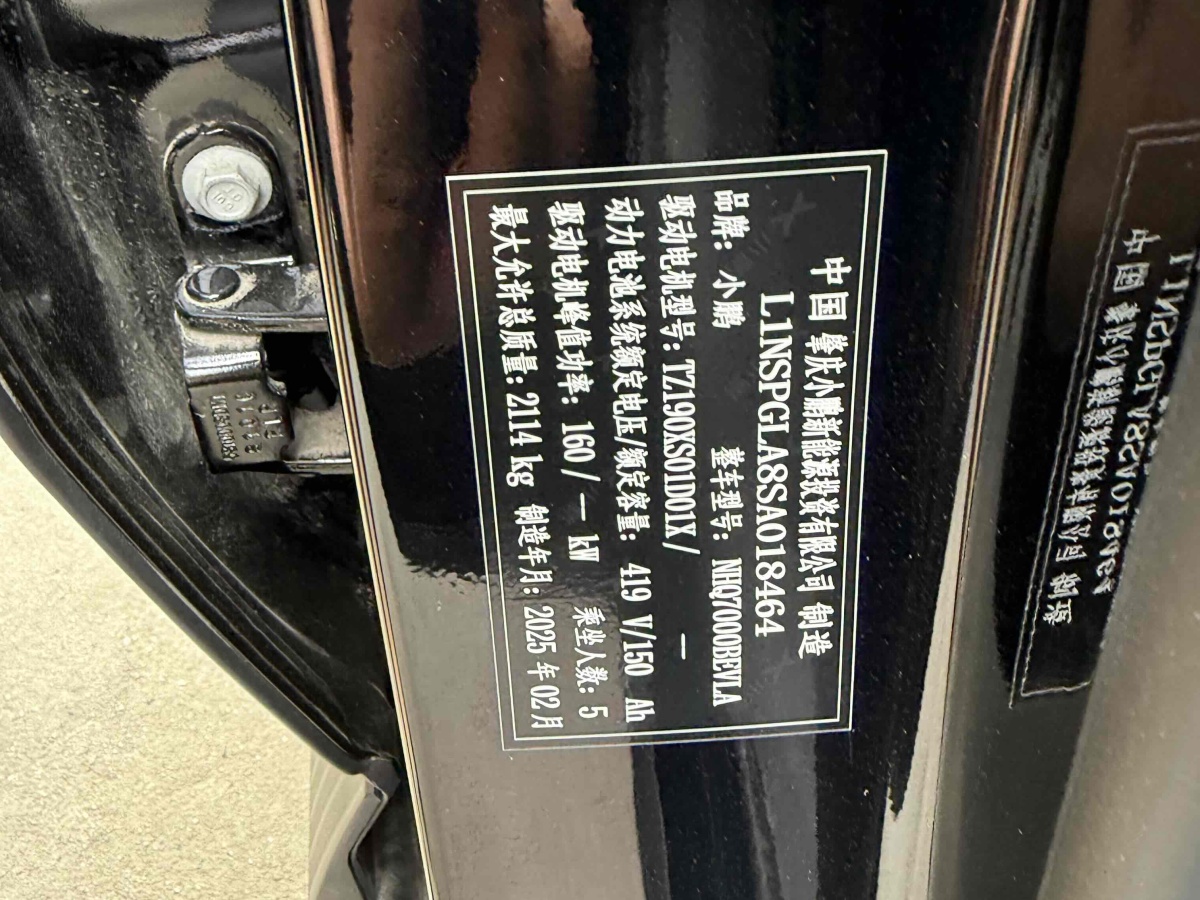 中国 肇庆小鹏新能源投资有限公司 制造
L1NSPGLA8SA018464
品牌：小鹏 整车型号：NHQ7000BEVLA
驱动电机型号：TZ190XS01D01X/ —
动力电池系统额定电压/额定容量：419 V/150 Ah
驱动电机峰值功率：160/— kW 乘坐人数：5
最大允许总质量：2114 kg 制造年月：2025 年 02 月
8.8